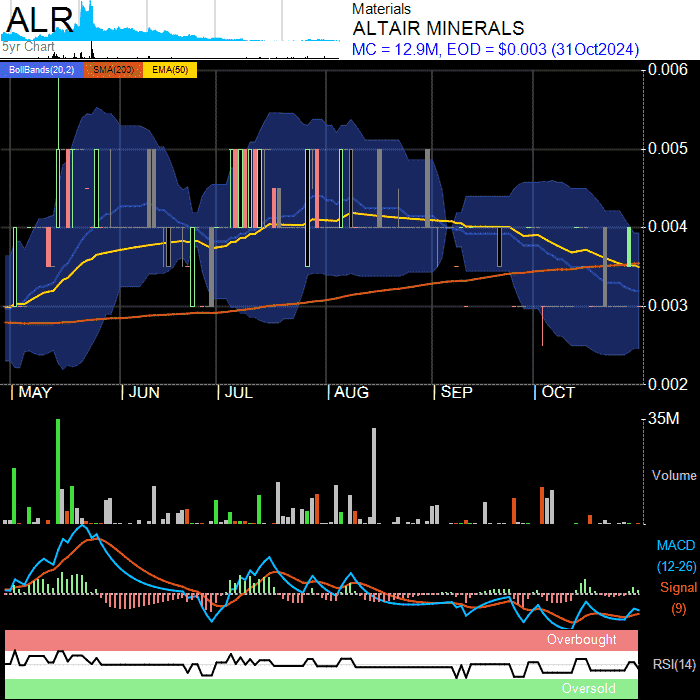 ALR
5yr Chart
Materials
ALTAIR MINERALS
MC = 12.9M, EOD = $0.003 (31Oct2024)
BollBands(20,2) SMA(200) EMA(50)
0.006
0.005
0.004
0.003
0.002
MAY JUN JUL AUG SEP OCT
35M
Volume
MACD
(12-26)
Signal
(9)
Overbought
RSI(14)
Oversold